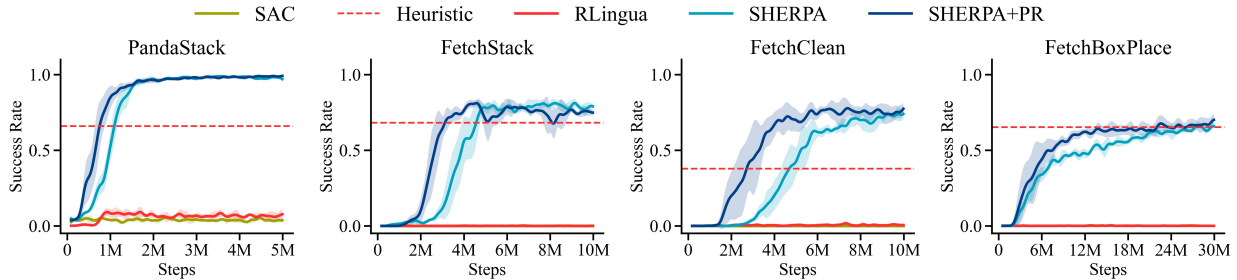 SAC Heuristic RLingua SHERPA SHERPA+PR
PandaStack FetchStack FetchClean FetchBoxPlace
Success Rate Success Rate Success Rate Success Rate
1.0 1.0 1.0 1.0
0.5 0.5 0.5 0.5
0.0 0.0 0.0 0.0
0 1M 2M 3M 4M 5M 0 2M 4M 6M 8M 10M 0 2M 4M 6M 8M 10M 0 6M 12M 18M 24M 30M
Steps Steps Steps Steps